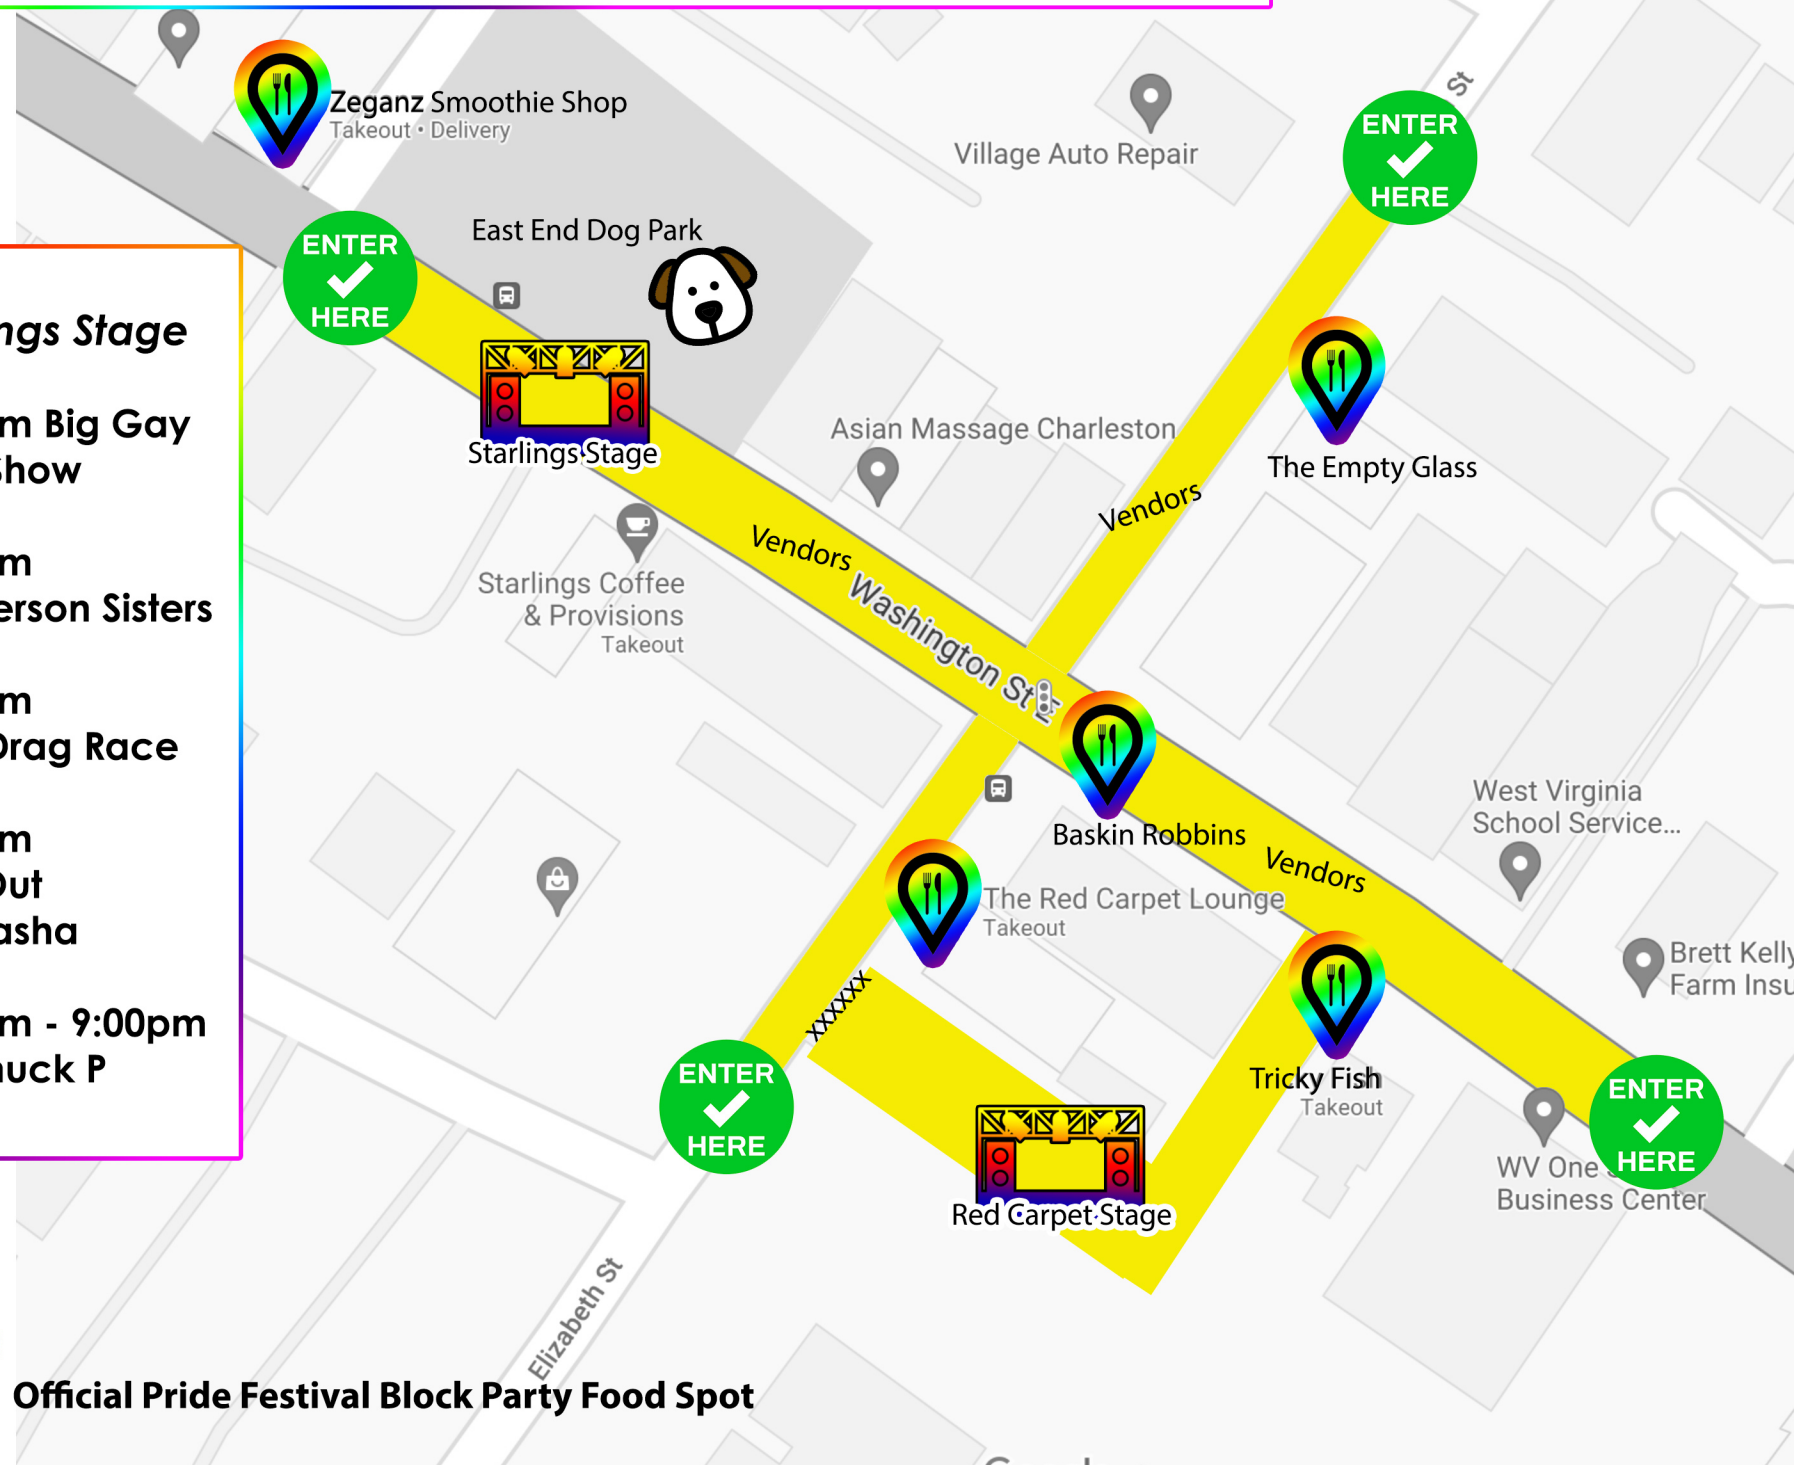 St
Zeganz Smoothie Shop
Takeout • Delivery
ENTER
HERE
Village Auto Repair
East End Dog Park
ENTER
HERE
ngs Stage
m Big Gay
Show
m
erson Sisters
m
Drag Race
m
Out
asha
m - 9:00pm
huck P
Starlings Stage
Asian Massage Charleston
The Empty Glass
Vendors
Vendors
Starlings Coffee
& Provisions
Takeout
Washington St E
Baskin Robbins
West Virginia
School Service...
Vendors
The Red Carpet Lounge
Takeout
Brett Kelly
Farm Insu
xxxxxx
Tricky Fish
Takeout
ENTER
HERE
ENTER
HERE
WV One
Business Center
Red Carpet Stage
Elizabeth St
Official Pride Festival Block Party Food Spot